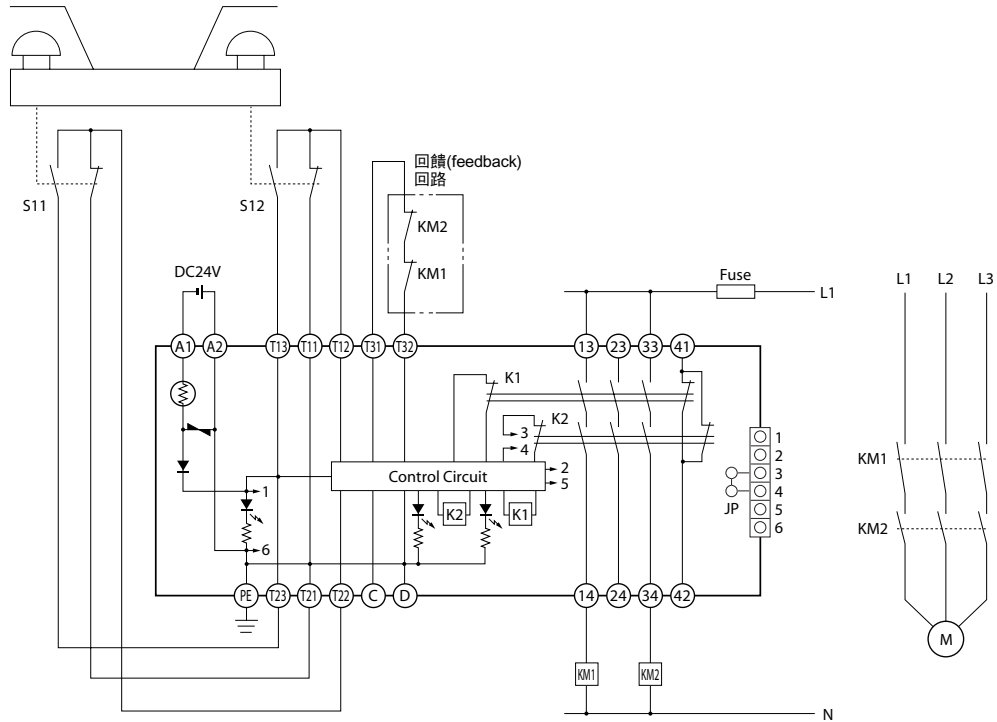 回饋(feedback)
回路
KM2
KM1
S11
S12
DC24V
Fuse
L1
L1 L2 L3
A1 A2 T13 T11 T12 T31 T32 13 23 33 41
K1
K2
3
4
Control Circuit
2
5
1
K2
K1
6
1
2
3
4
5
6
JP
KM1
KM2
PE T23 T21 T22 C D 14 24 34 42
M
KM1
KM2
N